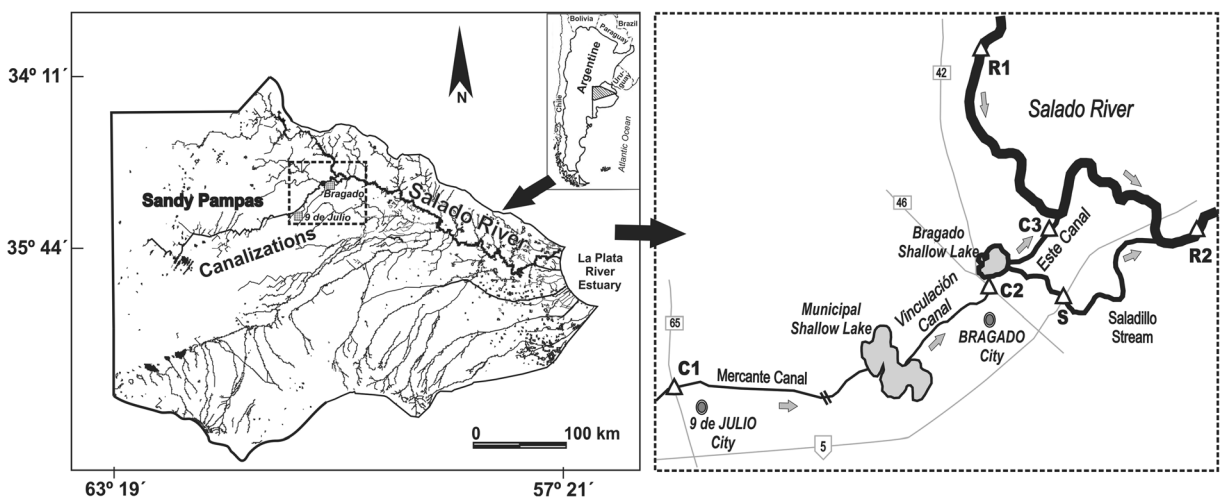 34º 11´
35º 44´
63º 19´
57º 21´
N
Bolivia
Brazil
Paraguay
Argentine
Uru-
guay
Chile
Atlantic Ocean
Sandy Pampas
Bragado
9 de Julio
Canalizations
Salado River
La Plata
River
Estuary
0
100 km
42
R1
Salado River
46
Bragado
Shallow Lake
C3
Este Canal
R2
C2
S
Saladillo
Stream
Vinculación
Canal
Municipal
Shallow Lake
BRAGADO
City
65
C1
Mercante Canal
9 de JULIO
City
5